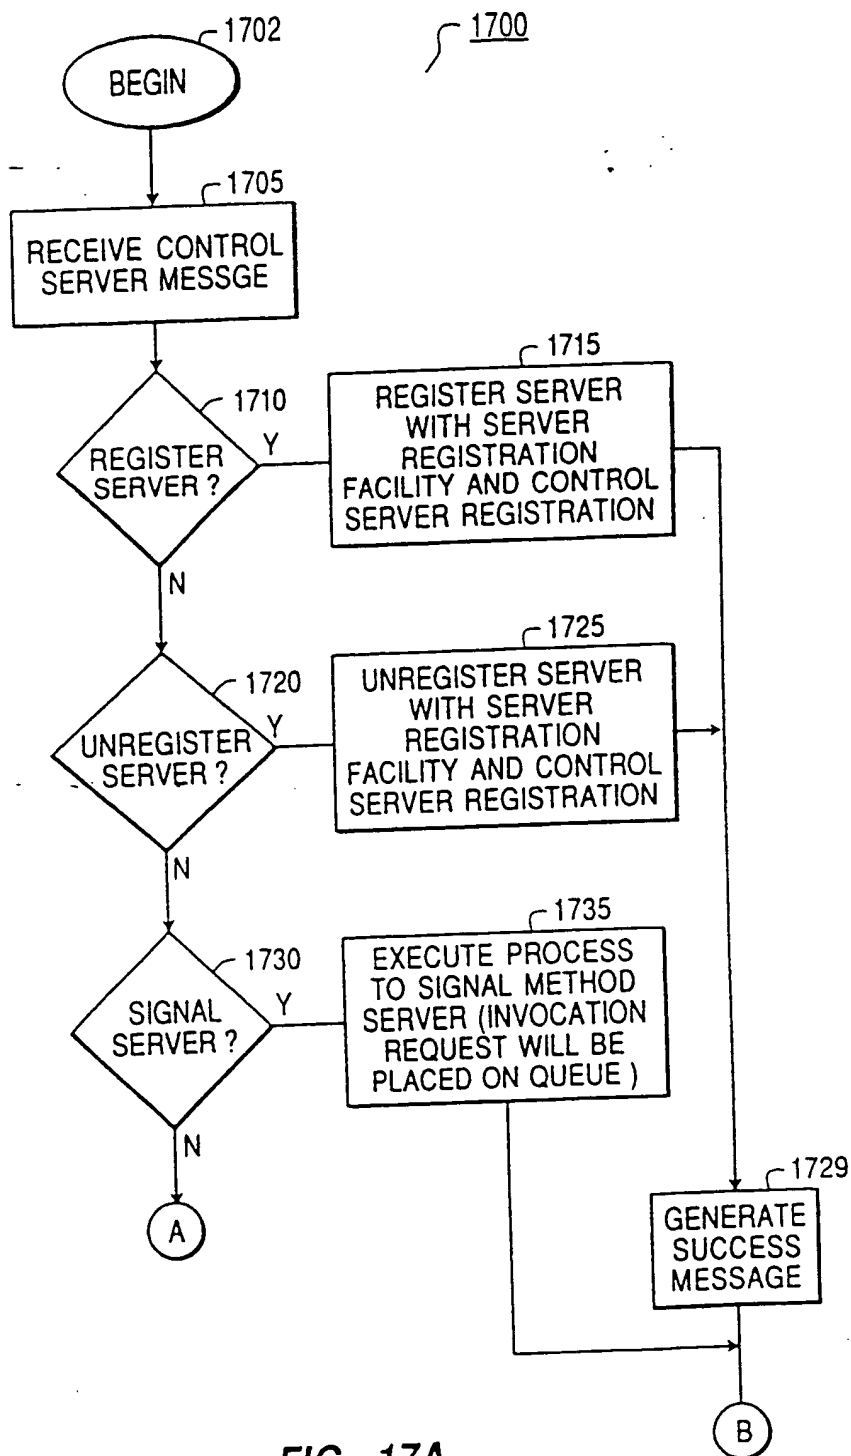 1702
1700
BEGIN
1705
RECEIVE CONTROL
SERVER MESSGE
1710
REGISTER
SERVER ?
Y
N
1715
REGISTER SERVER
WITH SERVER
REGISTRATION
FACILITY AND CONTROL
SERVER REGISTRATION
1720
UNREGISTER
SERVER ?
Y
N
1725
UNREGISTER SERVER
WITH SERVER
REGISTRATION
FACILITY AND CONTROL
SERVER REGISTRATION
1730
SIGNAL
SERVER ?
Y
N
1735
EXECUTE PROCESS
TO SIGNAL METHOD
SERVER (INVOCATION
REQUEST WILL BE
PLACED ON QUEUE )
A
1729
GENERATE
SUCCESS
MESSAGE
B
FIG. 17A